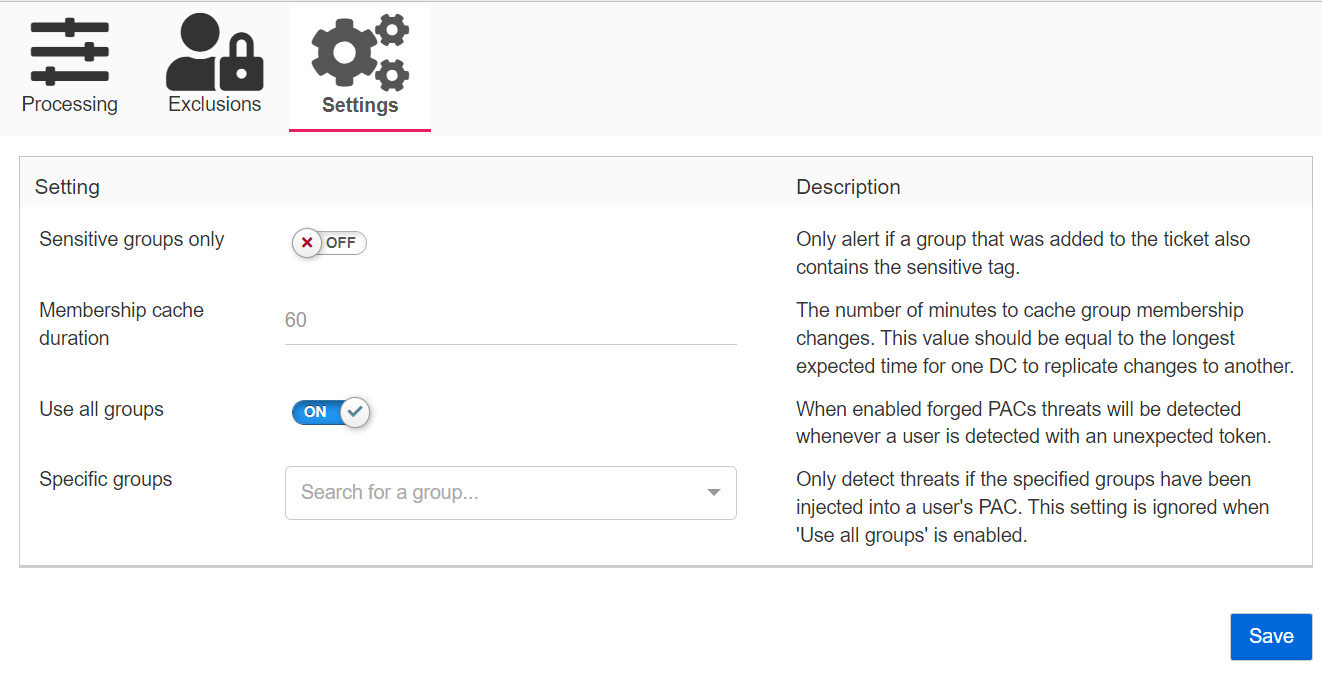 Processing
Exclusions
Settings
Setting
Description
Sensitive groups only
OFF
Only alert if a group that was added to the ticket also
contains the sensitive tag.
Membership cache
duration
60
The number of minutes to cache group membership
changes. This value should be equal to the longest
expected time for one DC to replicate changes to another.
Use all groups
ON
When enabled forged PACs threats will be detected
whenever a user is detected with an unexpected token.
Specific groups
Search for a group...
Only detect threats if the specified groups have been
injected into a user's PAC. This setting is ignored when
'Use all groups' is enabled.
Save